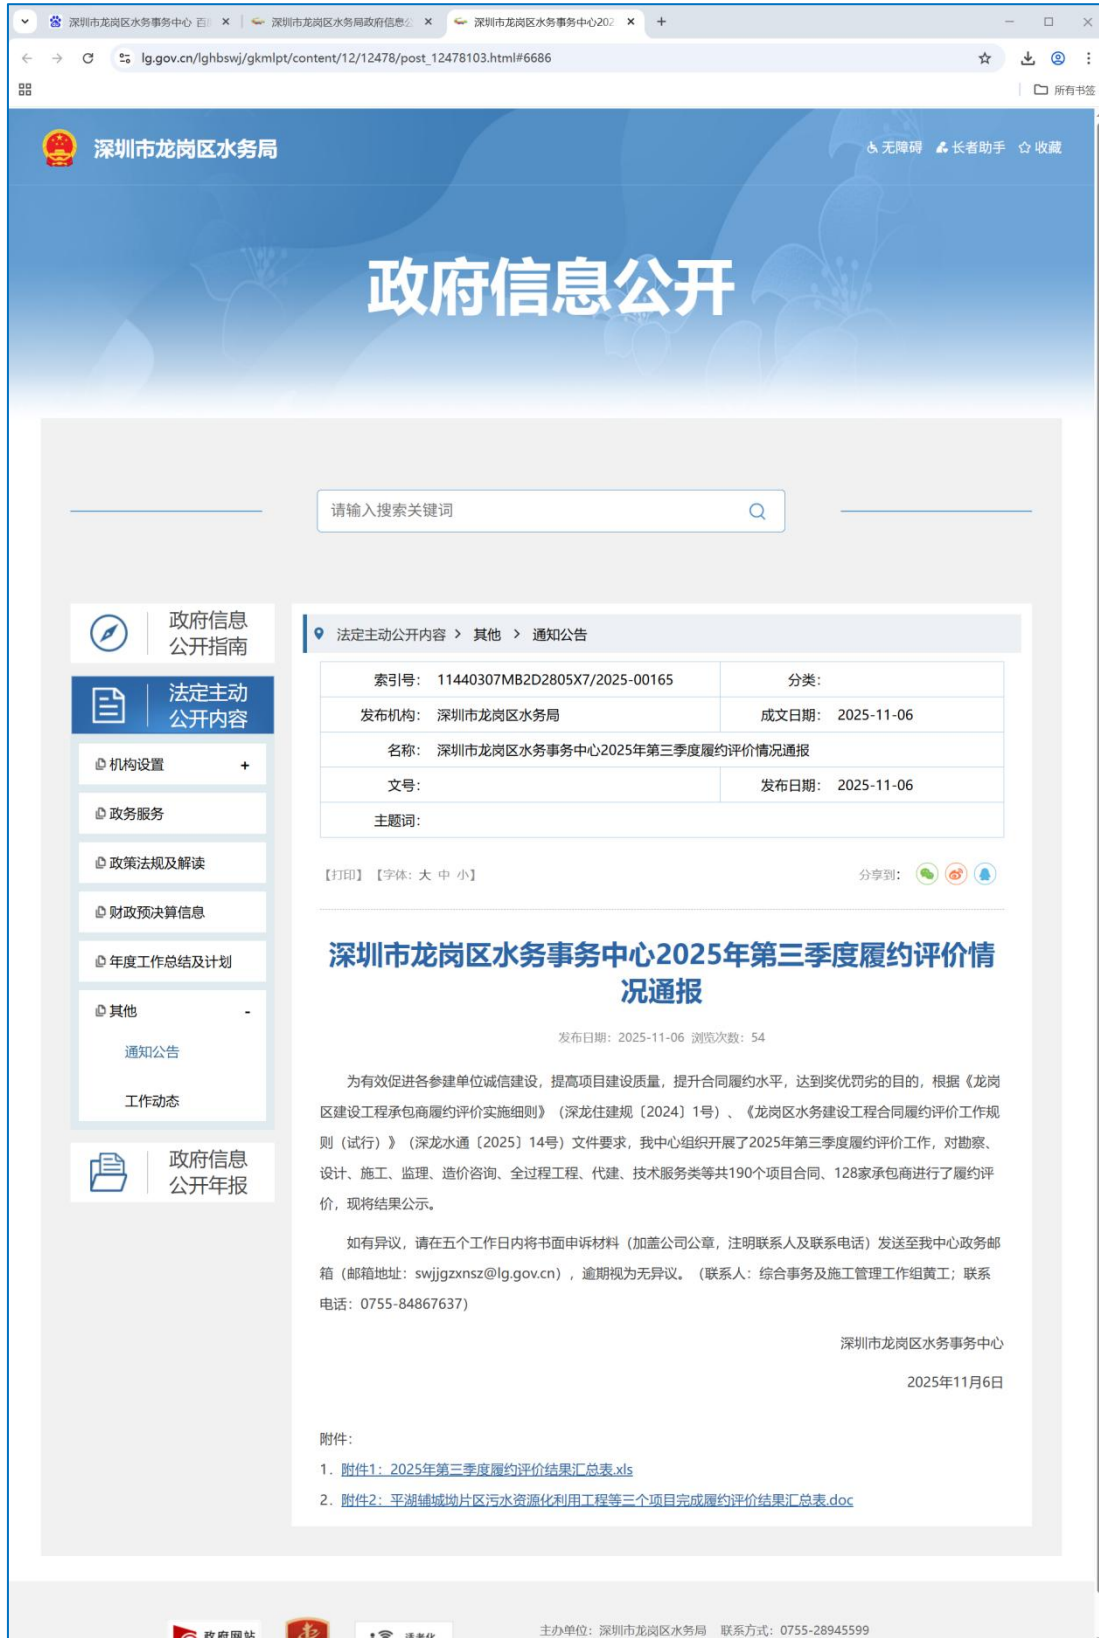 深圳市龙岗区水务事务中心 百
深圳市龙岗区水务局政府信息
深圳市龙岗区水务事务中心202
lg.gov.cn/lghbswj/gkmlpt/content/12/12478/post_12478103.html#6686
所有书签
深圳市龙岗区水务局
无障碍 长者助手 收藏
政府信息公开
请输入搜索关键词
政府信息
公开指南
法定主动
公开内容
机构设置 +
政务服务
政策法规及解读
财政预决算信息
年度工作总结及计划
其他 -
通知公告
工作动态
政府信息
公开年报
法定主动公开内容 > 其他 > 通知公告
索引号: 11440307MB2D2805X7/2025-00165 分类:
发布机构: 深圳市龙岗区水务局 成文日期: 2025-11-06
名称: 深圳市龙岗区水务事务中心2025年第三季度履约评价情况通报
文号: 发布日期: 2025-11-06
主题词:
【打印】【字体: 大 中 小】 分享到:
深圳市龙岗区水务事务中心2025年第三季度履约评价情
况通报
发布日期: 2025-11-06 浏览次数: 54
为有效促进各参建单位诚信建设，提高项目建设质量，提升合同履约水平，达到奖优罚劣的目的，根据《龙岗
区建设工程承包商履约评价实施细则》（深龙住建规〔2024〕1号）、《龙岗区水务建设工程合同履约评价工作规
则（试行）》（深龙水通〔2025〕14号）文件要求，我中心组织开展了2025年第三季度履约评价工作，对勘察、
设计、施工、监理、造价咨询、全过程工程、代建、技术服务类等共190个项目合同、128家承包商进行了履约评
价，现将结果公示。
如有异议，请在五个工作日内将书面申诉材料（加盖公司公章，注明联系人及联系电话）发送至我中心政务邮
箱（邮箱地址：swjjgzxnsz@lg.gov.cn），逾期视为无异议。（联系人：综合事务及施工管理工作组黄工；联系
电话：0755-84867637）
深圳市龙岗区水务事务中心
2025年11月6日
附件：
1. 附件1：2025年第三季度履约评价结果汇总表.xls
2. 附件2：平湖辅城坳片区污水资源化利用工程等三个项目完成履约评价结果汇总表.doc
主办单位：深圳市龙岗区水务局 联系方式：0755-28945599